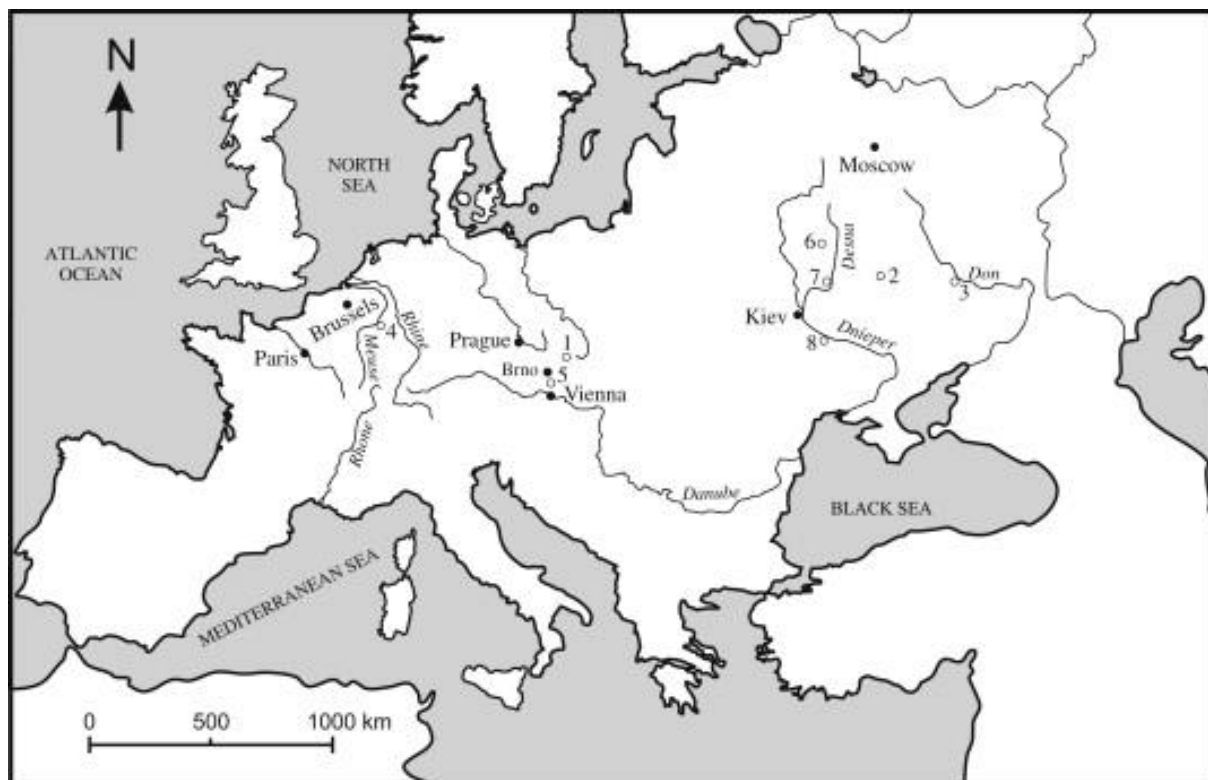 N
NORTH
SEA
ATLANTIC
OCEAN
Moscow
6
Desna
7
2
Don
3
Brussels
Rhine
4
Kiev
Dnieper
8
Paris
Meuse
Prague
1
Brno
5
Vienna
Rhone
Danube
BLACK SEA
MEDITERRANEAN SEA
0 500 1000 km